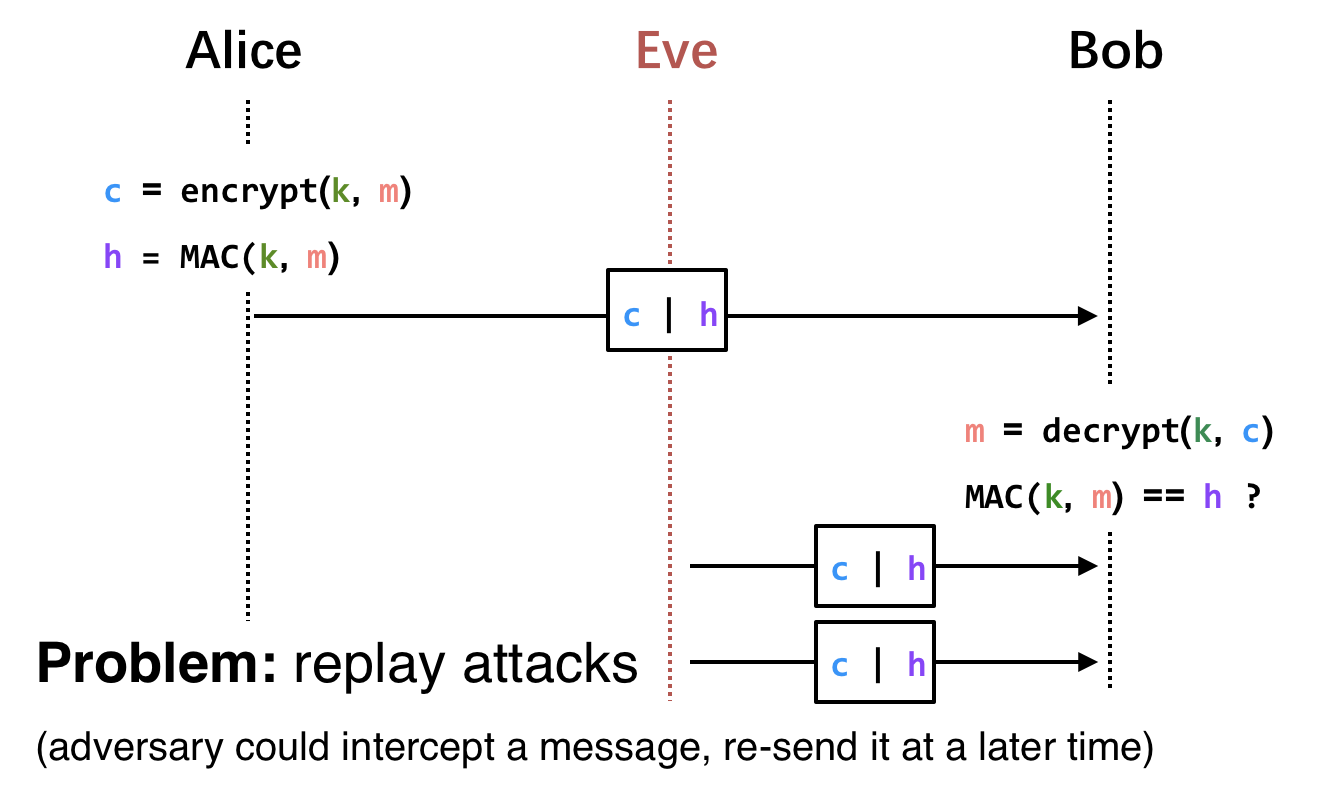 Alice Eve Bob
c = encrypt(k, m)
h = MAC(k, m)
c | h
m = decrypt(k, c)
MAC(k, m) == h ?
c | h
c | h
Problem: replay attacks
(adversary could intercept a message, re-send it at a later time)